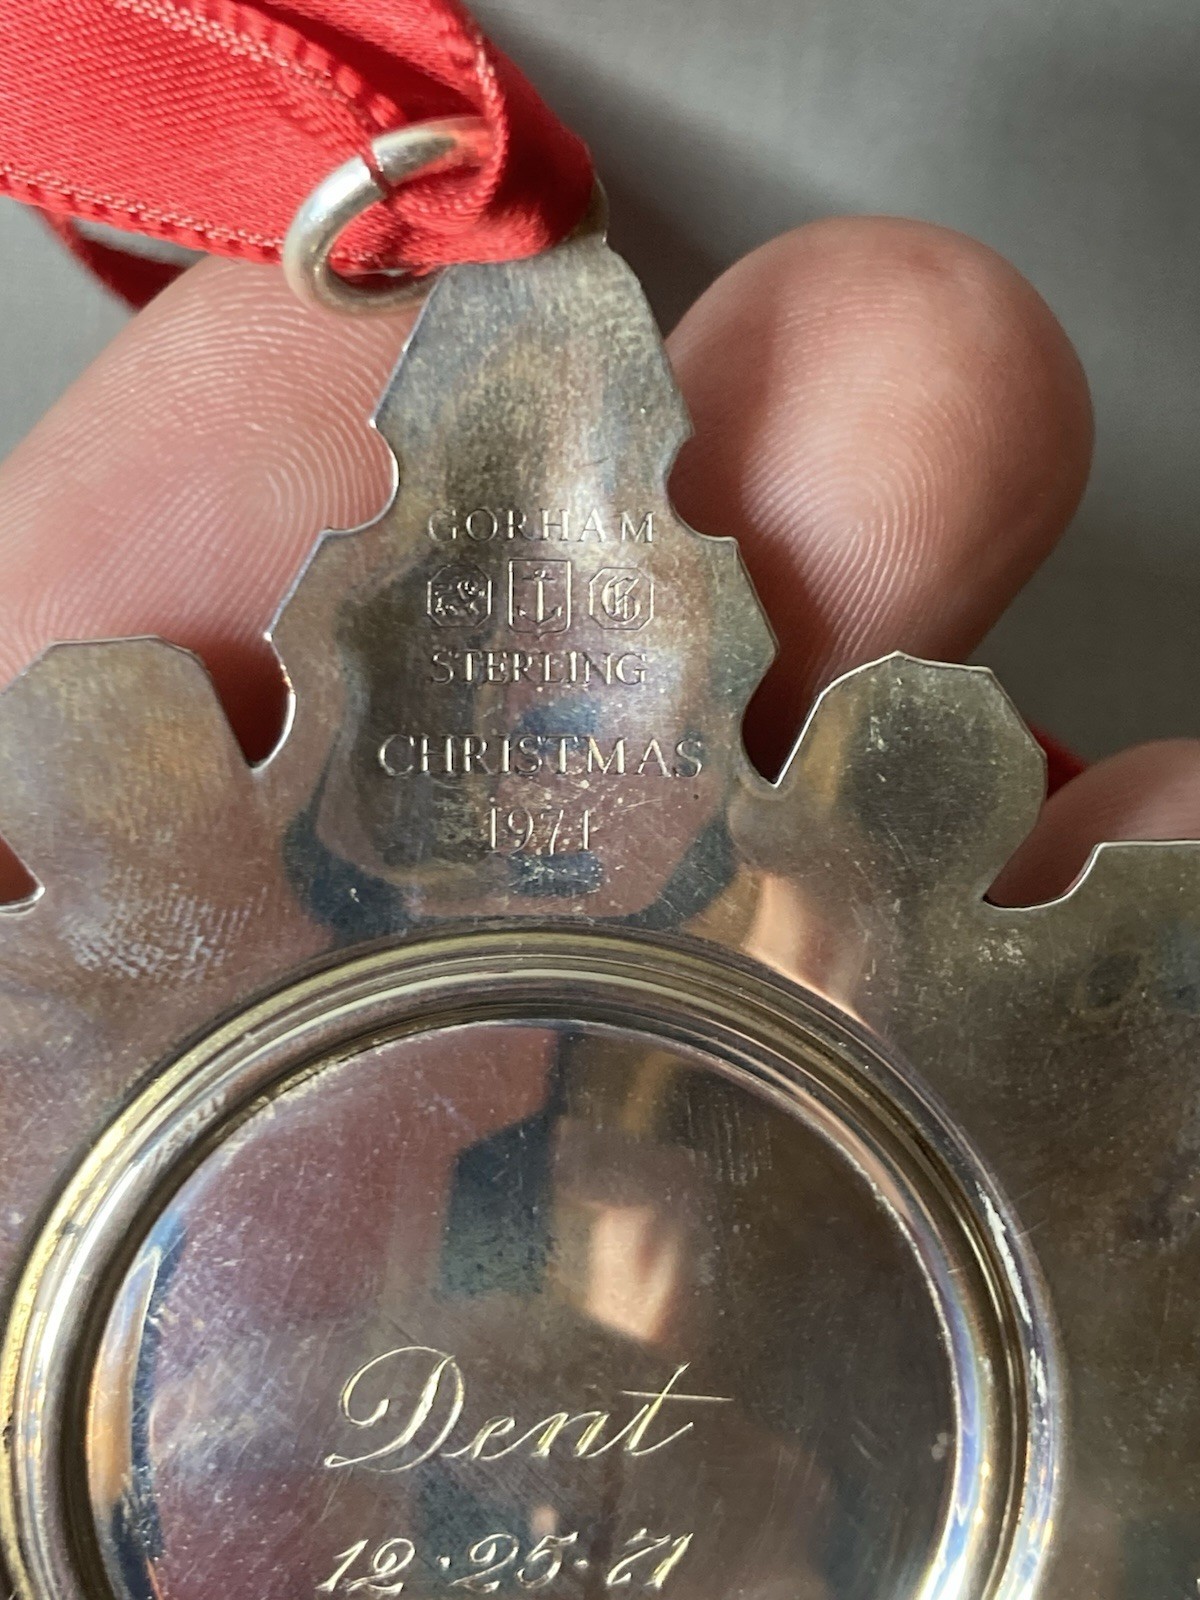 GORHAM
G
STERLING
CHRISTMAS
1971
Dent
12·25·71